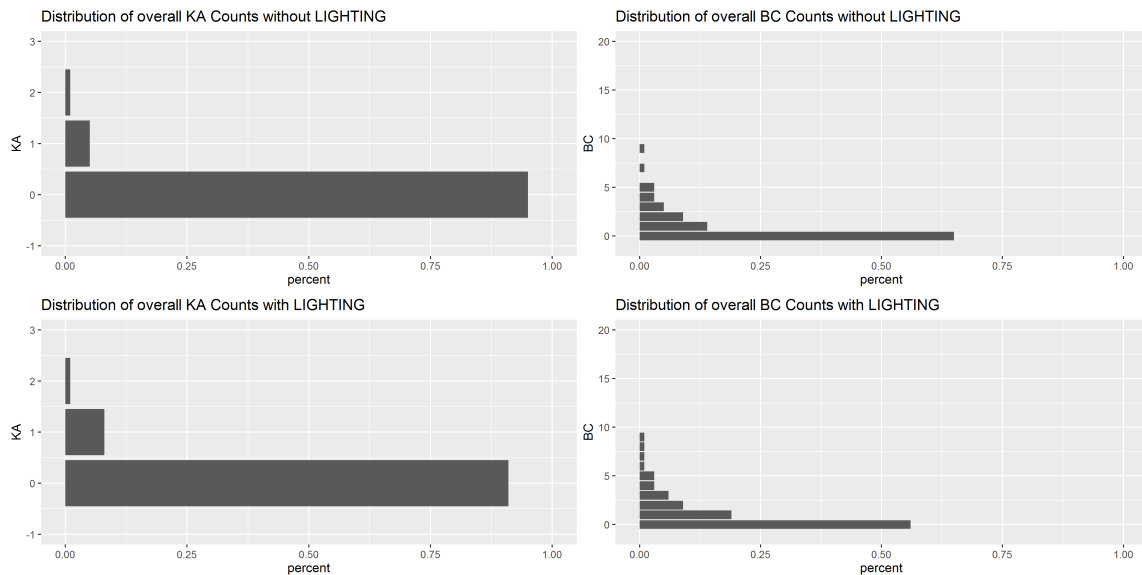 Distribution of overall KA Counts without LIGHTING
3
2
1
0
-1
KA
0.00 0.25 0.50 0.75 1.00
percent
Distribution of overall BC Counts without LIGHTING
20
15
10
5
0
BC
0.00 0.25 0.50 0.75 1.00
percent
Distribution of overall KA Counts with LIGHTING
3
2
1
0
-1
KA
0.00 0.25 0.50 0.75 1.00
percent
Distribution of overall BC Counts with LIGHTING
20
15
10
5
0
BC
0.00 0.25 0.50 0.75 1.00
percent